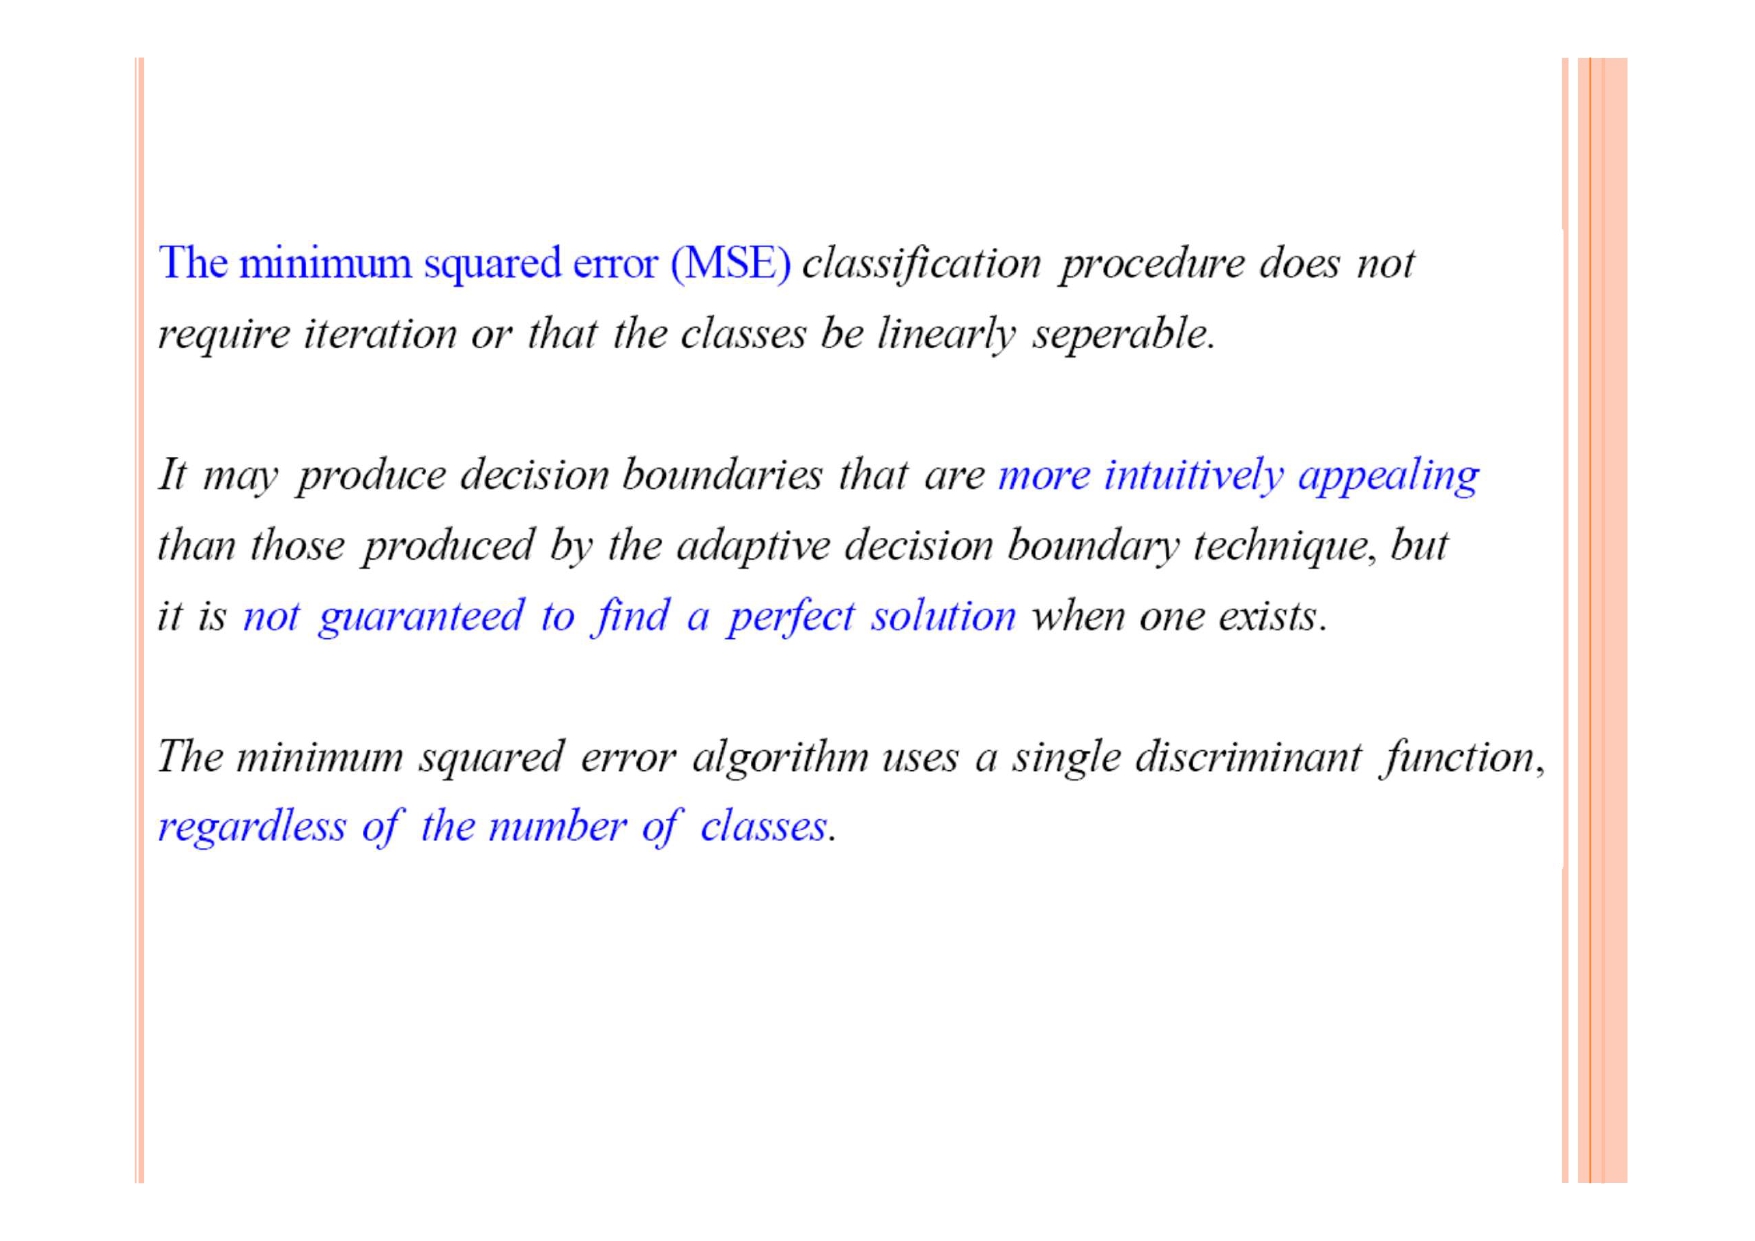 The minimum squared error (MSE) classification procedure does not
require iteration or that the classes be linearly seperable.
It may produce decision boundaries that are more intuitively appealing
than those produced by the adaptive decision boundary technique, but
it is not guaranteed to find a perfect solution when one exists.
The minimum squared error algorithm uses a single discriminant function,
regardless of the number of classes.